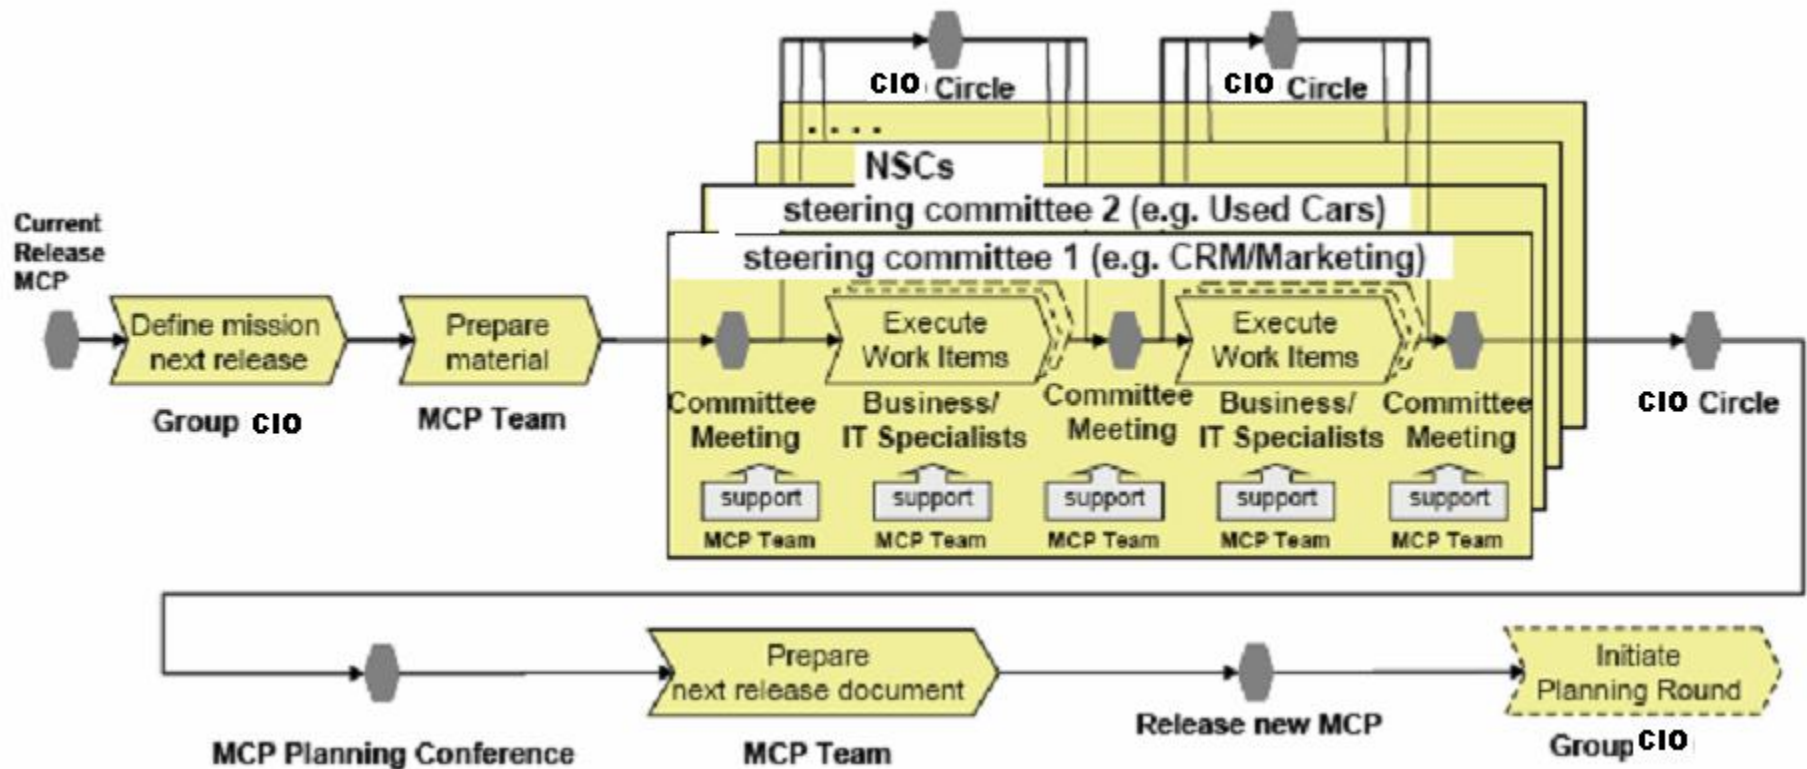 CIO Circle
CIO Circle
. . . .
NSCs
steering committee 2 (e.g. Used Cars)
steering committee 1 (e.g. CRM/Marketing)
Current
Release
MCP
Define mission
next release
Group CIO
Prepare
material
MCP Team
Committee
Meeting
Execute
Work Items
Business/
IT Specialists
Committee
Meeting
Execute
Work Items
Business/
IT Specialists
Committee
Meeting
CIO Circle
support
support
support
support
support
MCP Team
MCP Team
MCP Team
MCP Team
MCP Team
MCP Planning Conference
Prepare
next release document
MCP Team
Release new MCP
Initiate
Planning Round
Group CIO